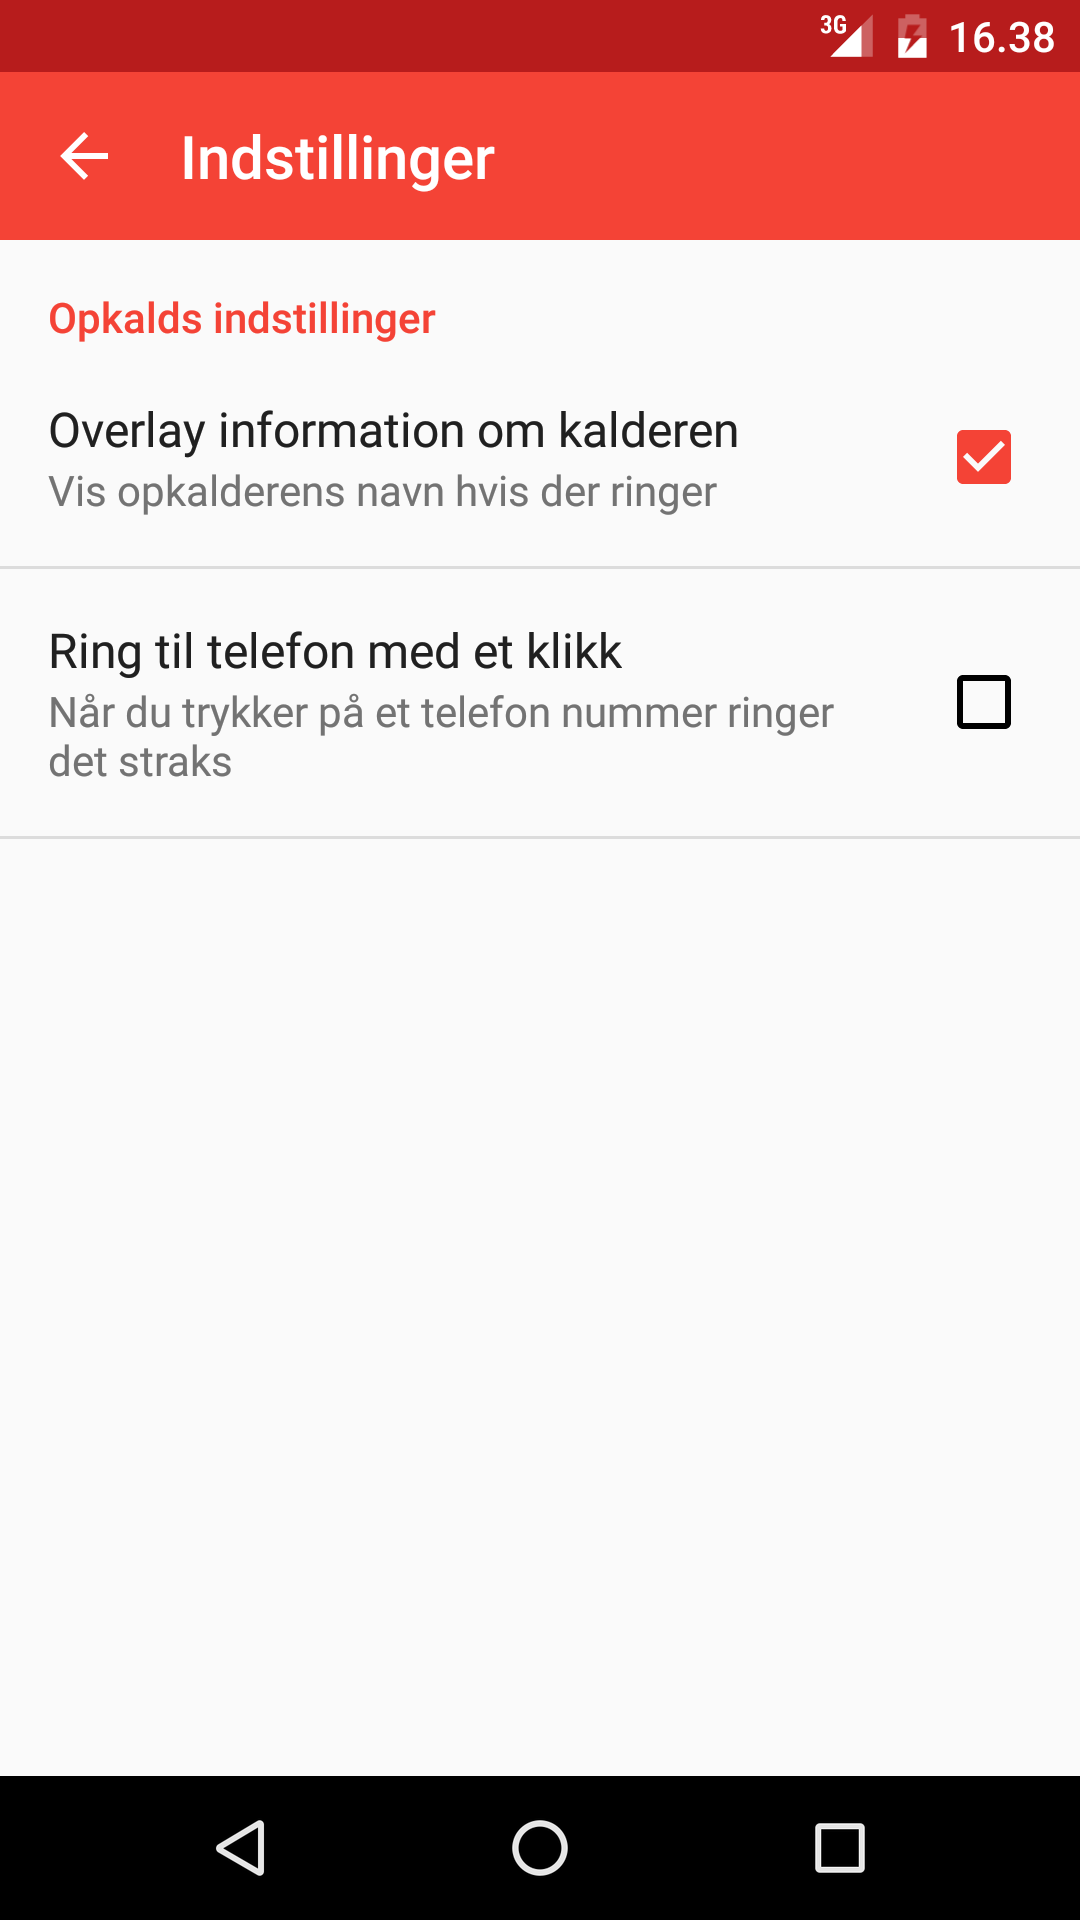 3G 16.38
Indstillinger
Opkalds indstillinger
Overlay information om kalderen
Vis opkalderens navn hvis der ringer
Ring til telefon med et klikk
Når du trykker på et telefon nummer ringer
det straks